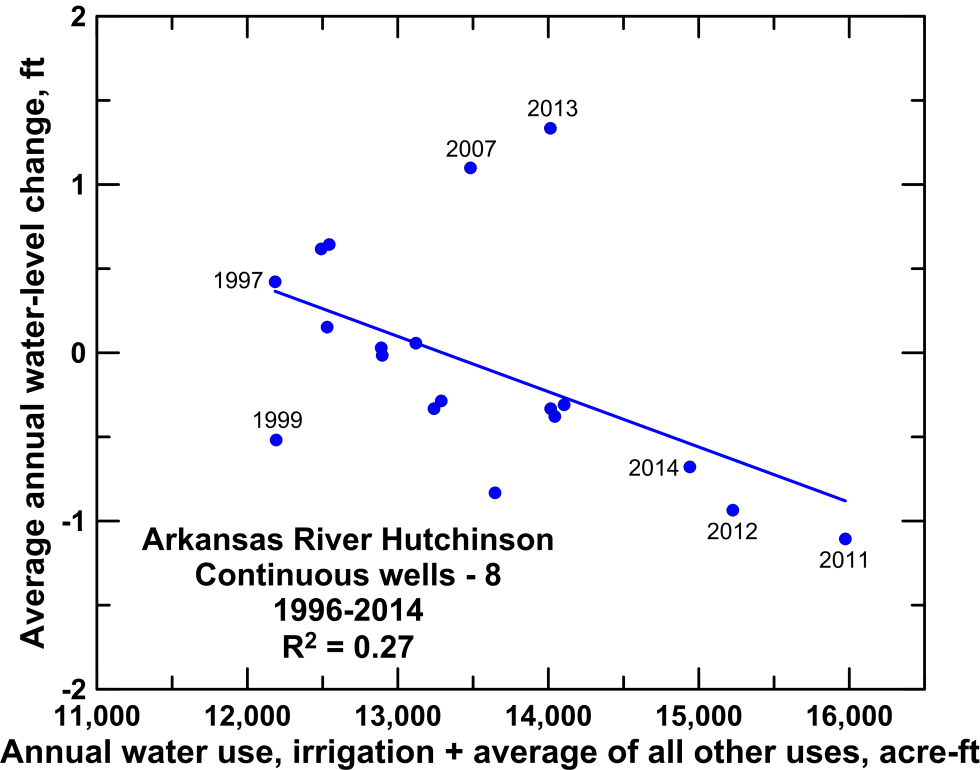 2
2013
2007
1
1997
0
1999
2014
-1
2012
2011
Arkansas River Hutchinson
Continuous wells - 8
1996-2014
R² = 0.27
-2
11,000 12,000 13,000 14,000 15,000 16,000
Annual water use, irrigation + average of all other uses, acre-ft
Average annual water-level change, ft